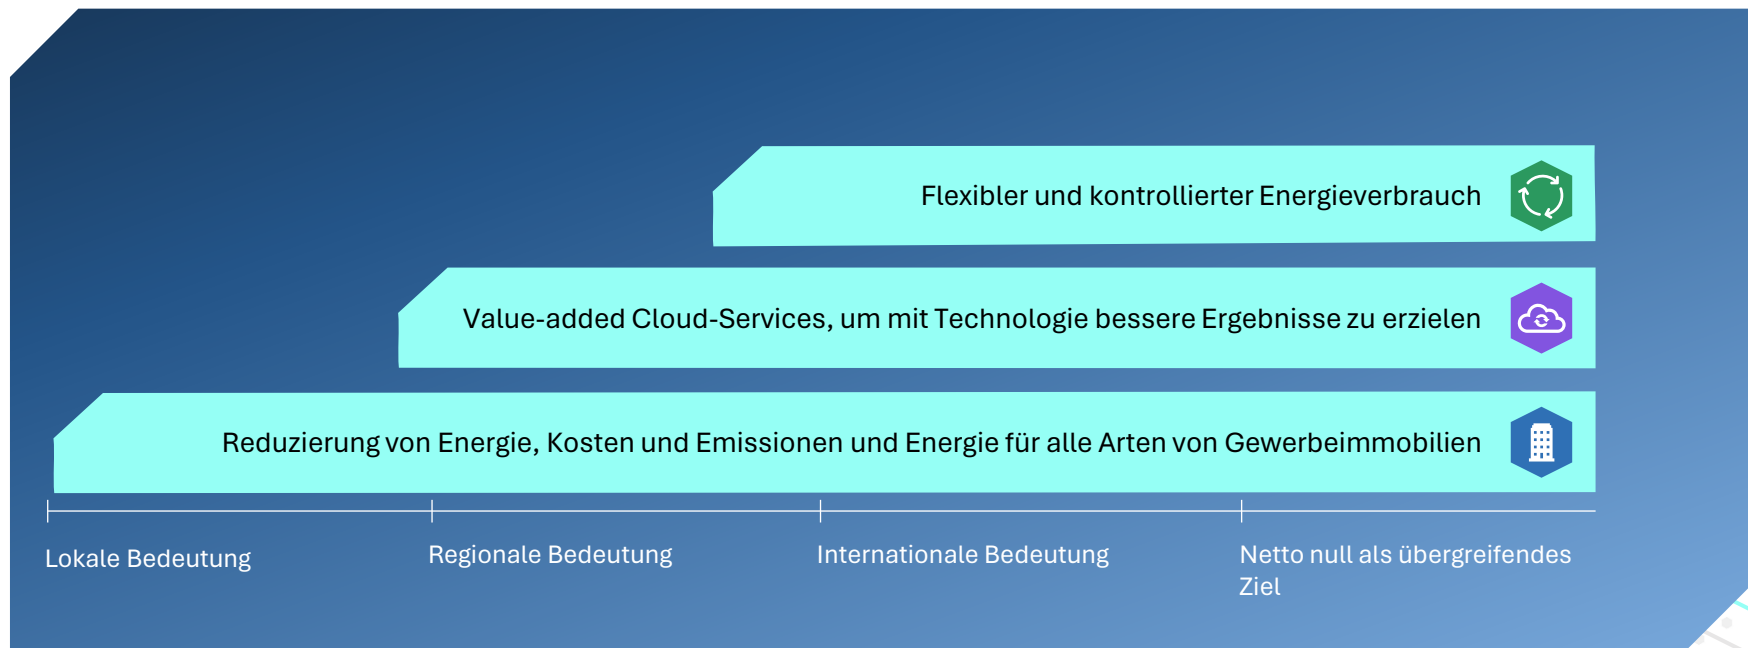 Flexibler und kontrollierter Energieverbrauch
Value-added Cloud-Services, um mit Technologie bessere Ergebnisse zu erzielen
Reduzierung von Energie, Kosten und Emissionen und Energie für alle Arten von Gewerbeimmobilien
Lokale Bedeutung
Regionale Bedeutung
Internationale Bedeutung
Netto null als übergreifendes
Ziel